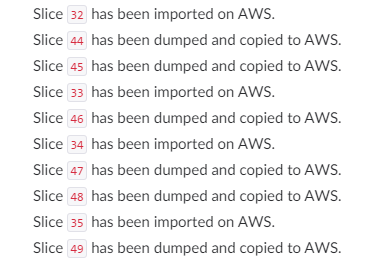 Slice 32 has been imported on AWS.
Slice 44 has been dumped and copied to AWS.
Slice 45 has been dumped and copied to AWS.
Slice 33 has been imported on AWS.
Slice 46 has been dumped and copied to AWS.
Slice 34 has been imported on AWS.
Slice 47 has been dumped and copied to AWS.
Slice 48 has been dumped and copied to AWS.
Slice 35 has been imported on AWS.
Slice 49 has been dumped and copied to AWS.